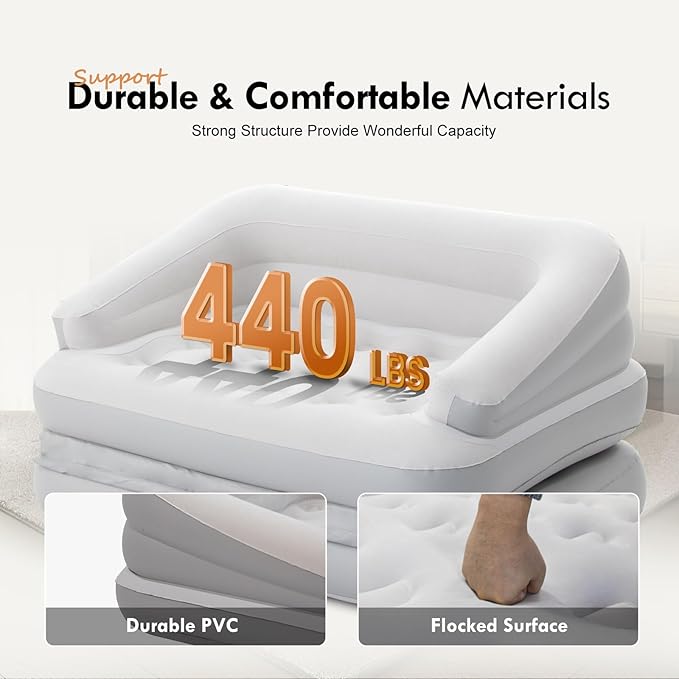 Support
Durable & Comfortable Materials
Strong Structure Provide Wonderful Capacity
440 LBS
Durable PVC
Flocked Surface